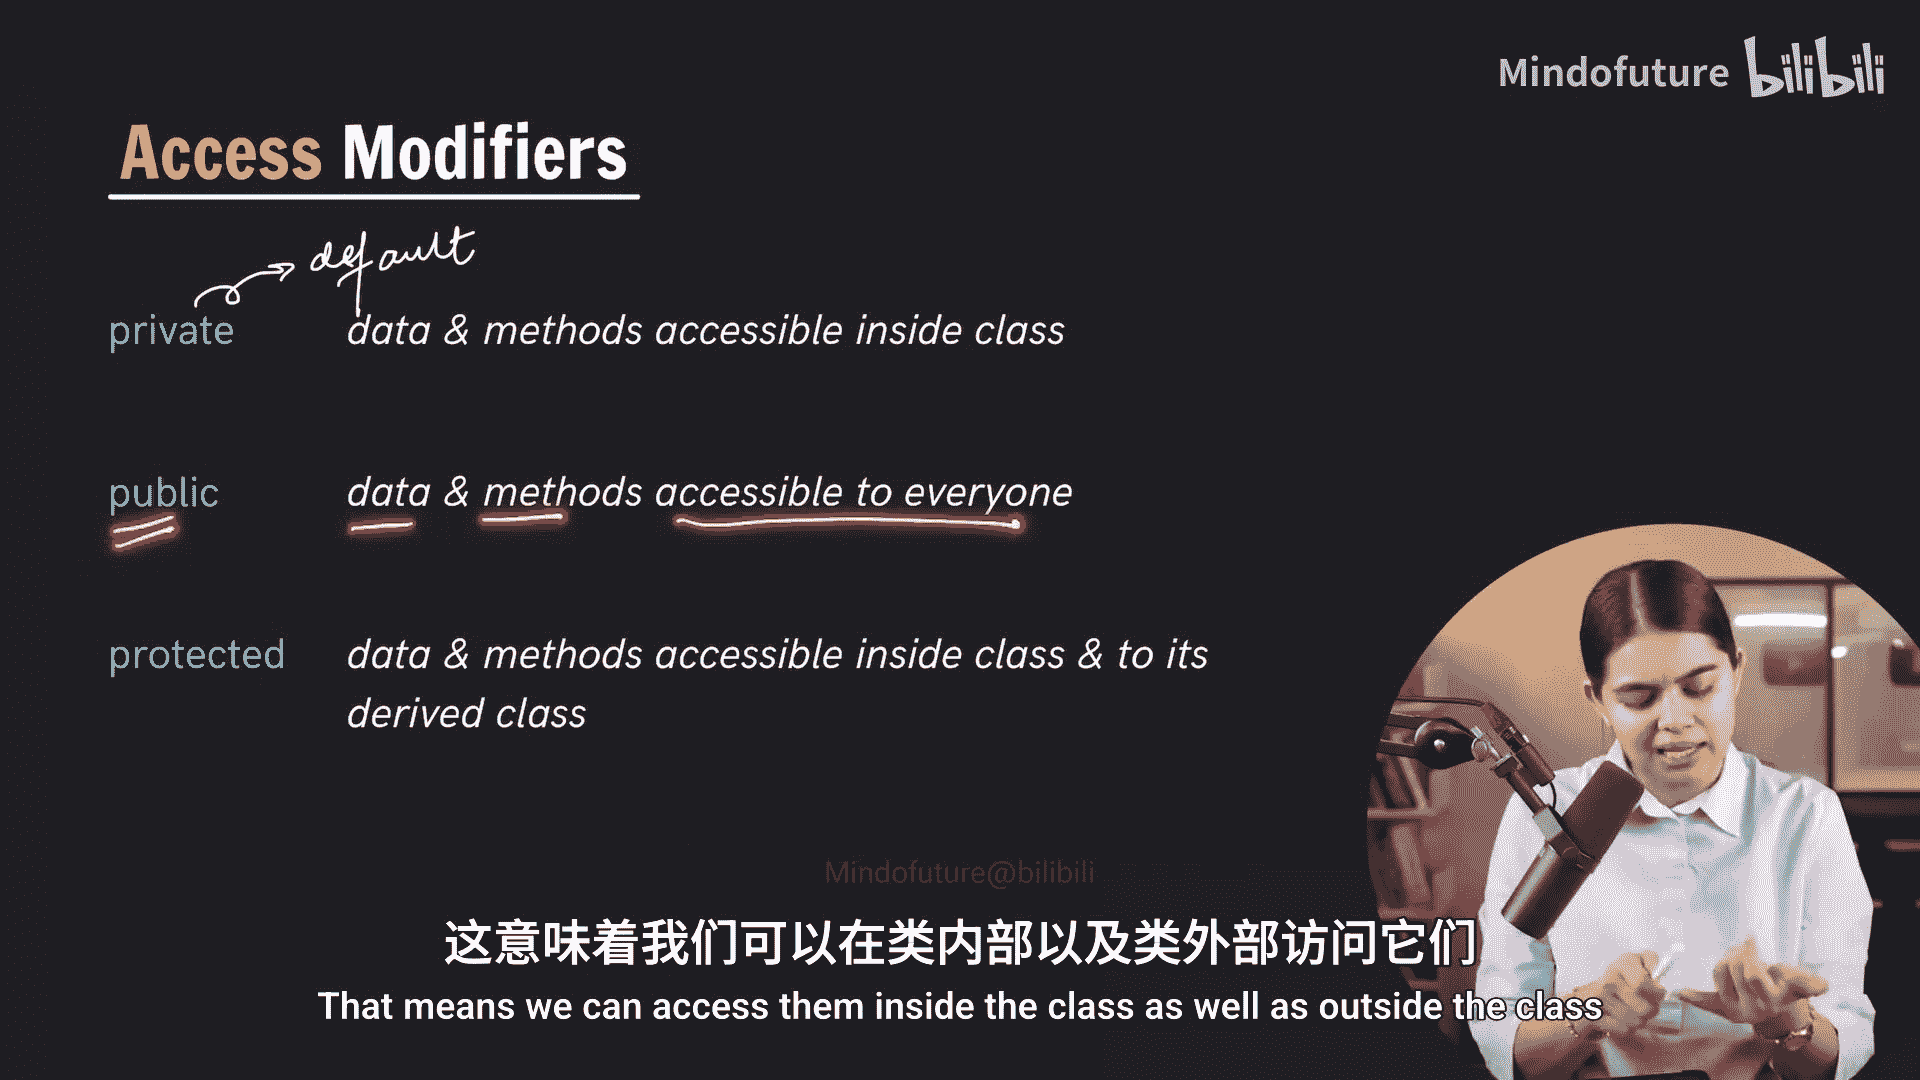 Mindofuture bilibili
Access Modifiers
default
private data & methods accessible inside class
public data & methods accessible to everyone
protected data & methods accessible inside class & to its
derived class
Mindofuture@bilibili
这意味着我们可以在类内部以及类外部访问它们
That means we can access them inside the class as well as outside the class